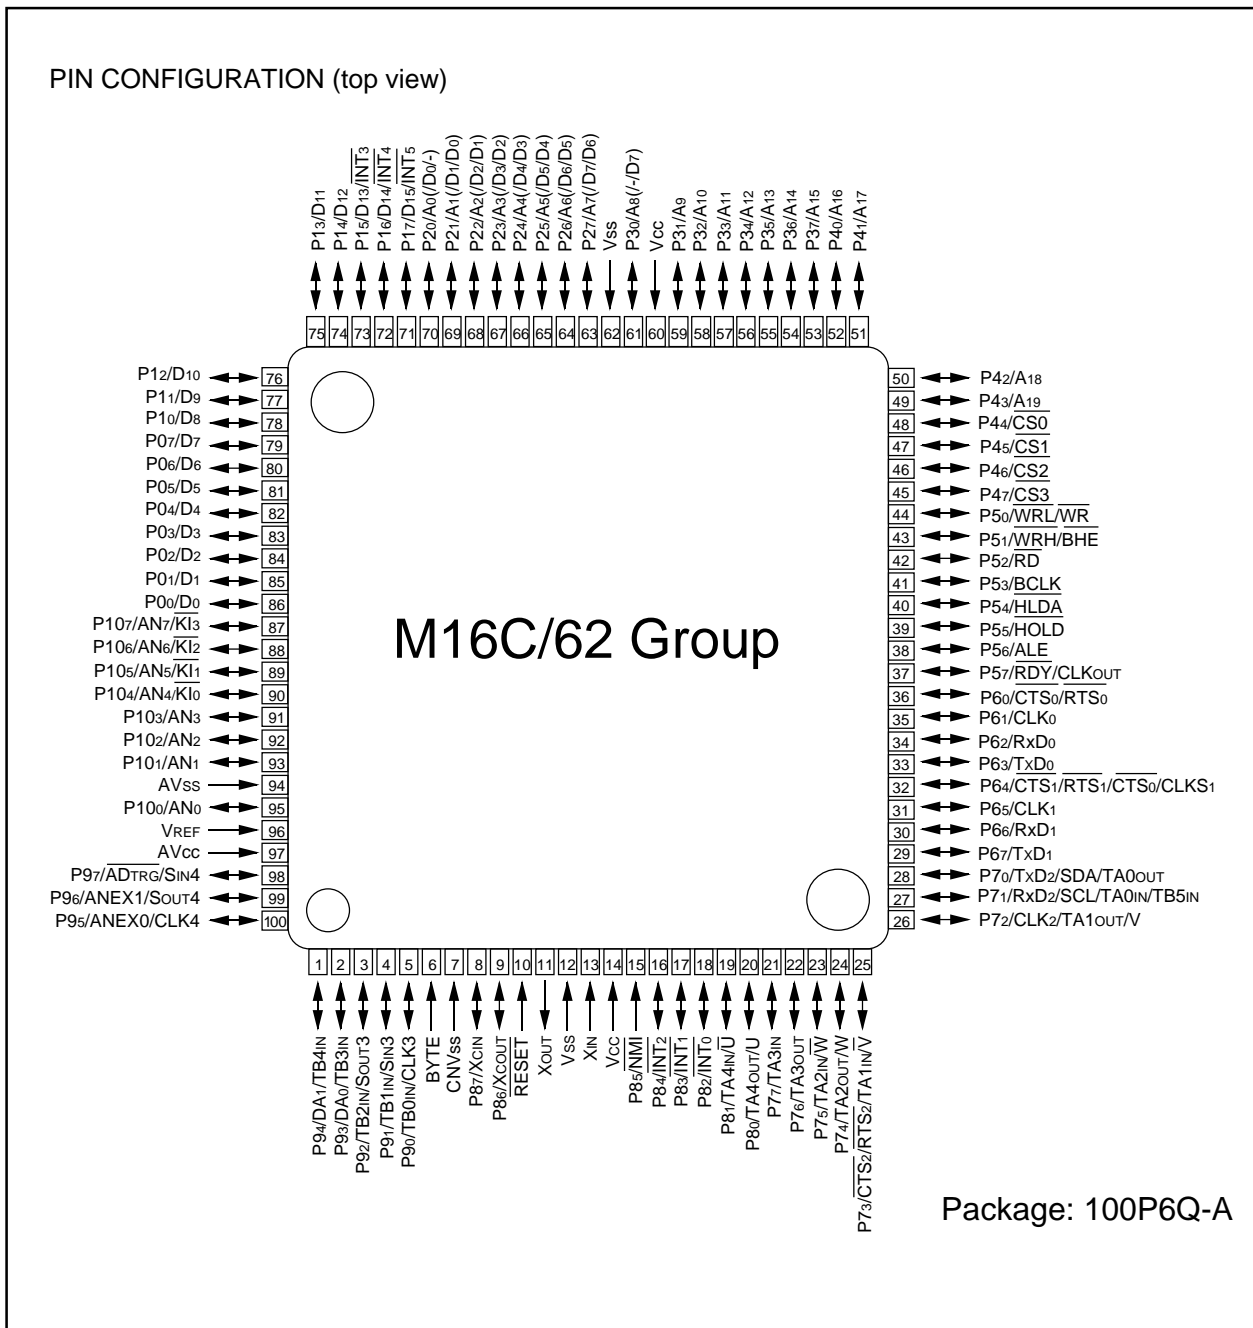 PIN CONFIGURATION (top view)
P13/D11
P14/D12
P15/D13/INT3
P16/D14/INT4
P17/D15/INT5
P20/A0(/D0/-)
P21/A1(/D1/D0)
P22/A2(/D2/D1)
P23/A3(/D3/D2)
P24/A4(/D4/D3)
P25/A5(/D5/D4)
P26/A6(/D6/D5)
P27/A7(/D7/D6)
Vss
P30/A8(/-/D7)
Vcc
P31/A9
P32/A10
P33/A11
P34/A12
P35/A13
P36/A14
P37/A15
P40/A16
P41/A17
75 74 73 72 71 70 69 68 67 66 65 64 63 62 61 60 59 58 57 56 55 54 53 52 51
P12/D10 76
P11/D9 77
P10/D8 78
P07/D7 79
P06/D6 80
P05/D5 81
P04/D4 82
P03/D3 83
P02/D2 84
P01/D1 85
P00/D0 86
P107/AN7/KI3 87
P106/AN6/KI2 88
P105/AN5/KI1 89
P104/AN4/KI0 90
P103/AN3 91
P102/AN2 92
P101/AN1 93
AVSS 94
P100/AN0 95
VREF 96
AVCC 97
P97/ADTRG/SIN4 98
P96/ANEX1/SOUT4 99
P95/ANEX0/CLK4 100
M16C/62 Group
50 P42/A18
49 P43/A19
48 P44/CS0
47 P45/CS1
46 P46/CS2
45 P47/CS3
44 P50/WRL/WR
43 P51/WRH/BHE
42 P52/RD
41 P53/BCLK
40 P54/HLDA
39 P55/HOLD
38 P56/ALE
37 P57/RDY/CLKOUT
36 P60/CTS0/RTS0
35 P61/CLK0
34 P62/RxD0
33 P63/TxD0
32 P64/CTS1/RTS1/CTS0/CLKS1
31 P65/CLK1
30 P66/RxD1
29 P67/TxD1
28 P70/TxD2/SDA/TA0OUT
27 P71/RxD2/SCL/TA0IN/TB5IN
26 P72/CLK2/TA1OUT/V
1 2 3 4 5 6 7 8 9 10 11 12 13 14 15 16 17 18 19 20 21 22 23 24 25
P94/DA1/TB4IN
P93/DA0/TB3IN
P92/TB2IN/SOUT3
P91/TB1IN/SIN3
P90/TB0IN/CLK3
BYTE
CNVss
P87/XCIN
P86/XCOUT
RESET
XOUT
Vss
XIN
Vcc
P85/NMI
P84/INT2
P83/INT1
P82/INT0
P81/TA4IN/U
P80/TA4OUT/U
P77/TA3IN
P76/TA3OUT
P75/TA2IN/W
P74/TA2OUT/W
P73/CTS2/RTS2/TA1IN/V
Package: 100P6Q-A